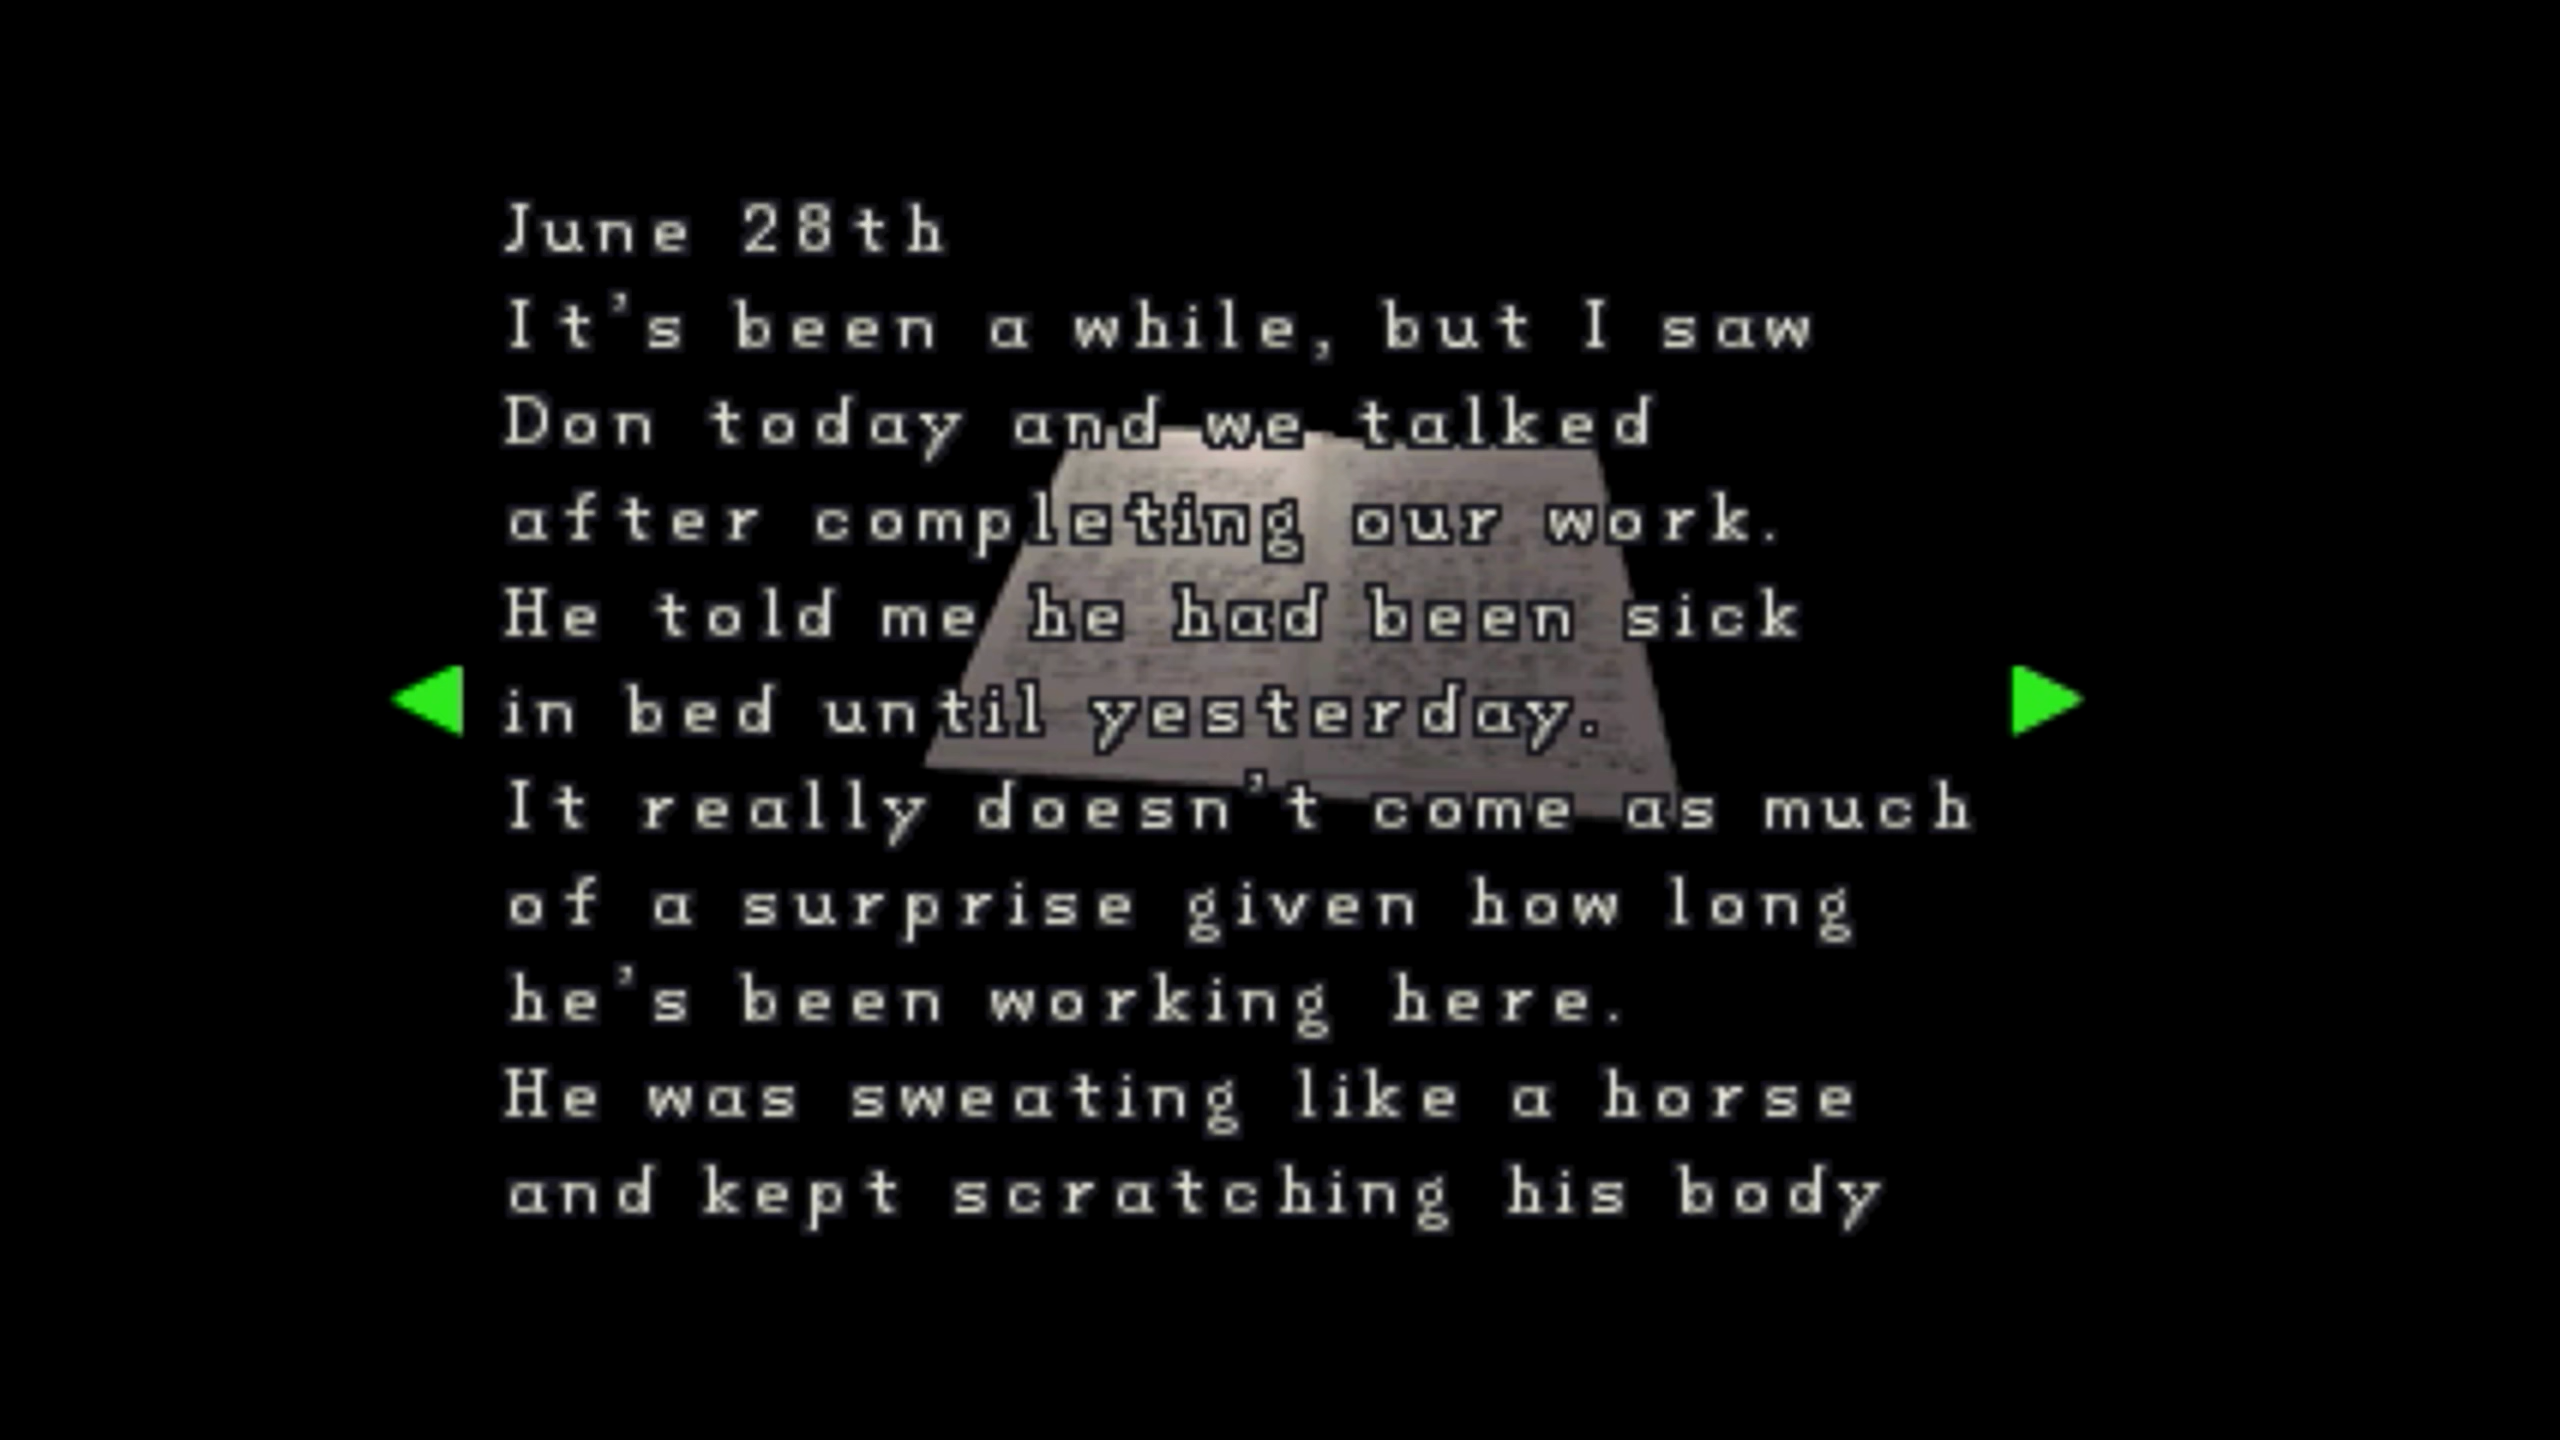 June 28th
It's been a while, but I saw
Don today and we talked
after completing our work.
He told me he had been sick
in bed until yesterday.
It really doesn't come as much
of a surprise given how long
he's been working here.
He was sweating like a horse
and kept scratching his body